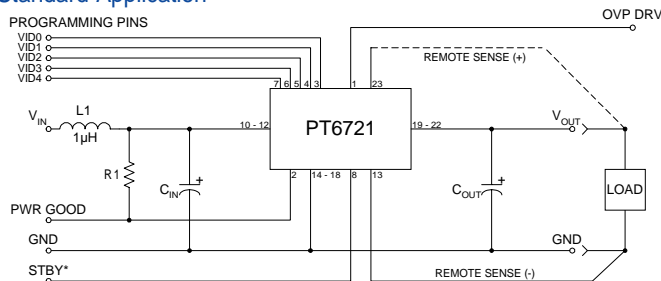 Standard Application
PROGRAMMING PINS
OVP DRV
VID0
VID1
VID2
VID3
VID4
REMOTE SENSE (+)
7 6 5 4 3 1 23
VIN
L1
1µH
10 - 12
PT6721
19 - 22
VOUT
R1
CIN
COUT
LOAD
2 14 - 18 8 13
PWR GOOD
GND
GND
STBY*
REMOTE SENSE (-)